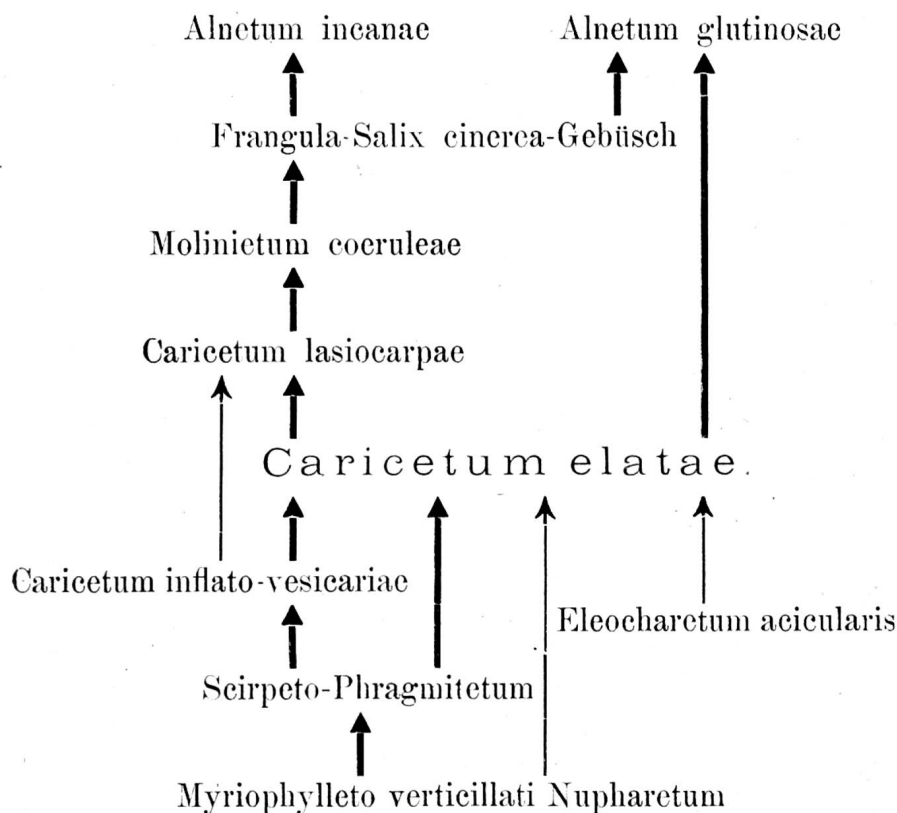 Alnetum incanae Alnetum glutinosae
Frangula-Salix cinerea-Gebüsch
Molinietum coeruleae
Caricetum lasiocarpae
Caricetum elatae.
Caricetum inflato-vesicariae
Eleocharetum acicularis
Scirpeto-Phragmitetum
Myriophylleto verticillati Nupharetum